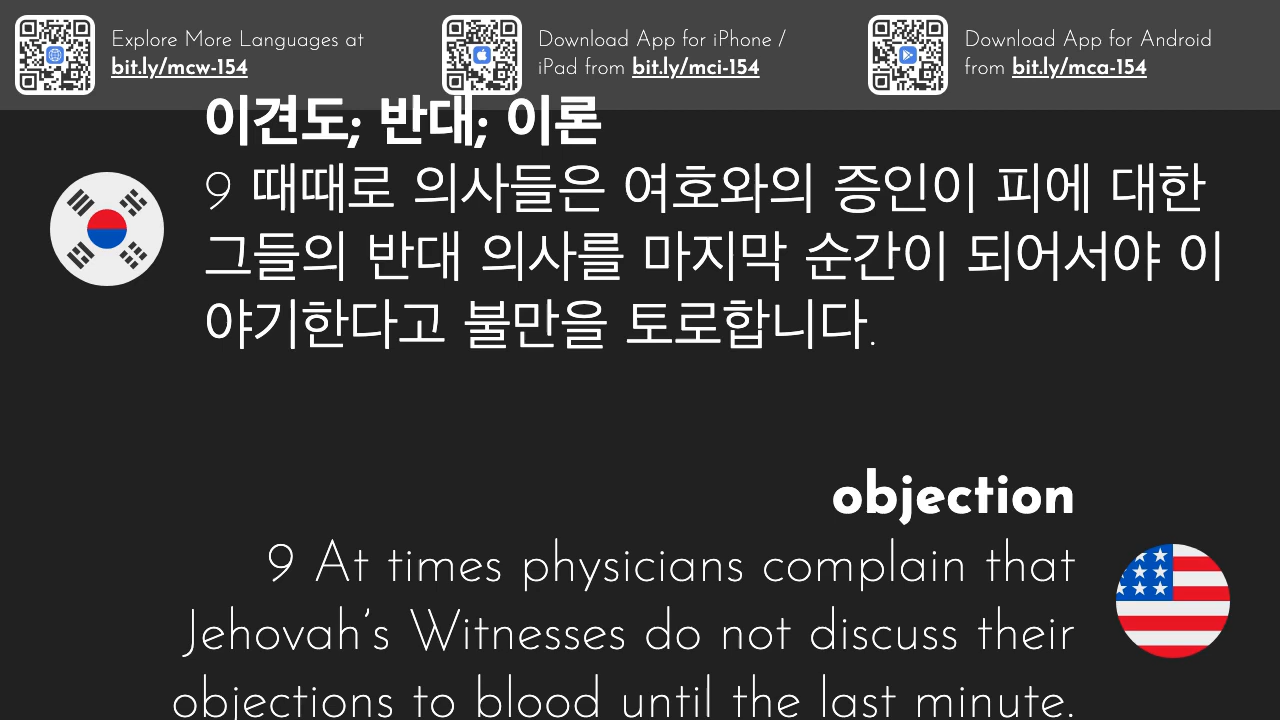 Explore More Languages at
bit.ly/mcw-154
Download App for iPhone /
iPad from bit.ly/mci-154
Download App for Android
from bit.ly/mca-154
이견도; 반대; 이론
9 때때로 의사들은 여호와의 증인이 피에 대한
그들의 반대 의사를 마지막 순간이 되어서야 이
야기한다고 불만을 토로합니다.
objection
9 At times physicians complain that
Jehovah’s Witnesses do not discuss their
objections to blood until the last minute.